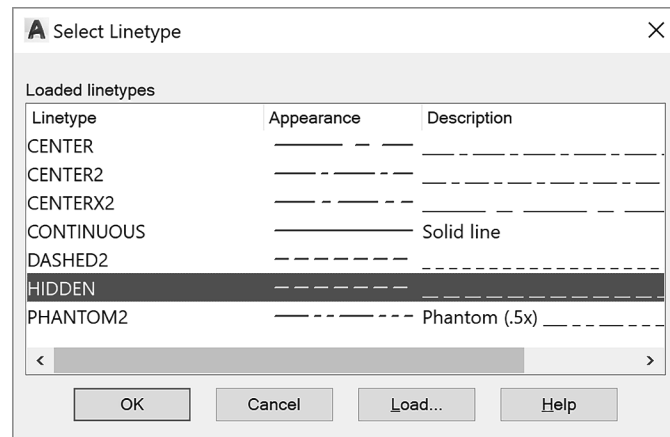 A Select Linetype
Loaded linetypes
Linetype Appearance Description
CENTER
CENTER2
CENTERX2
CONTINUOUS Solid line
DASHED2
HIDDEN
PHANTOM2 Phantom (.5x)
OK Cancel Load... Help